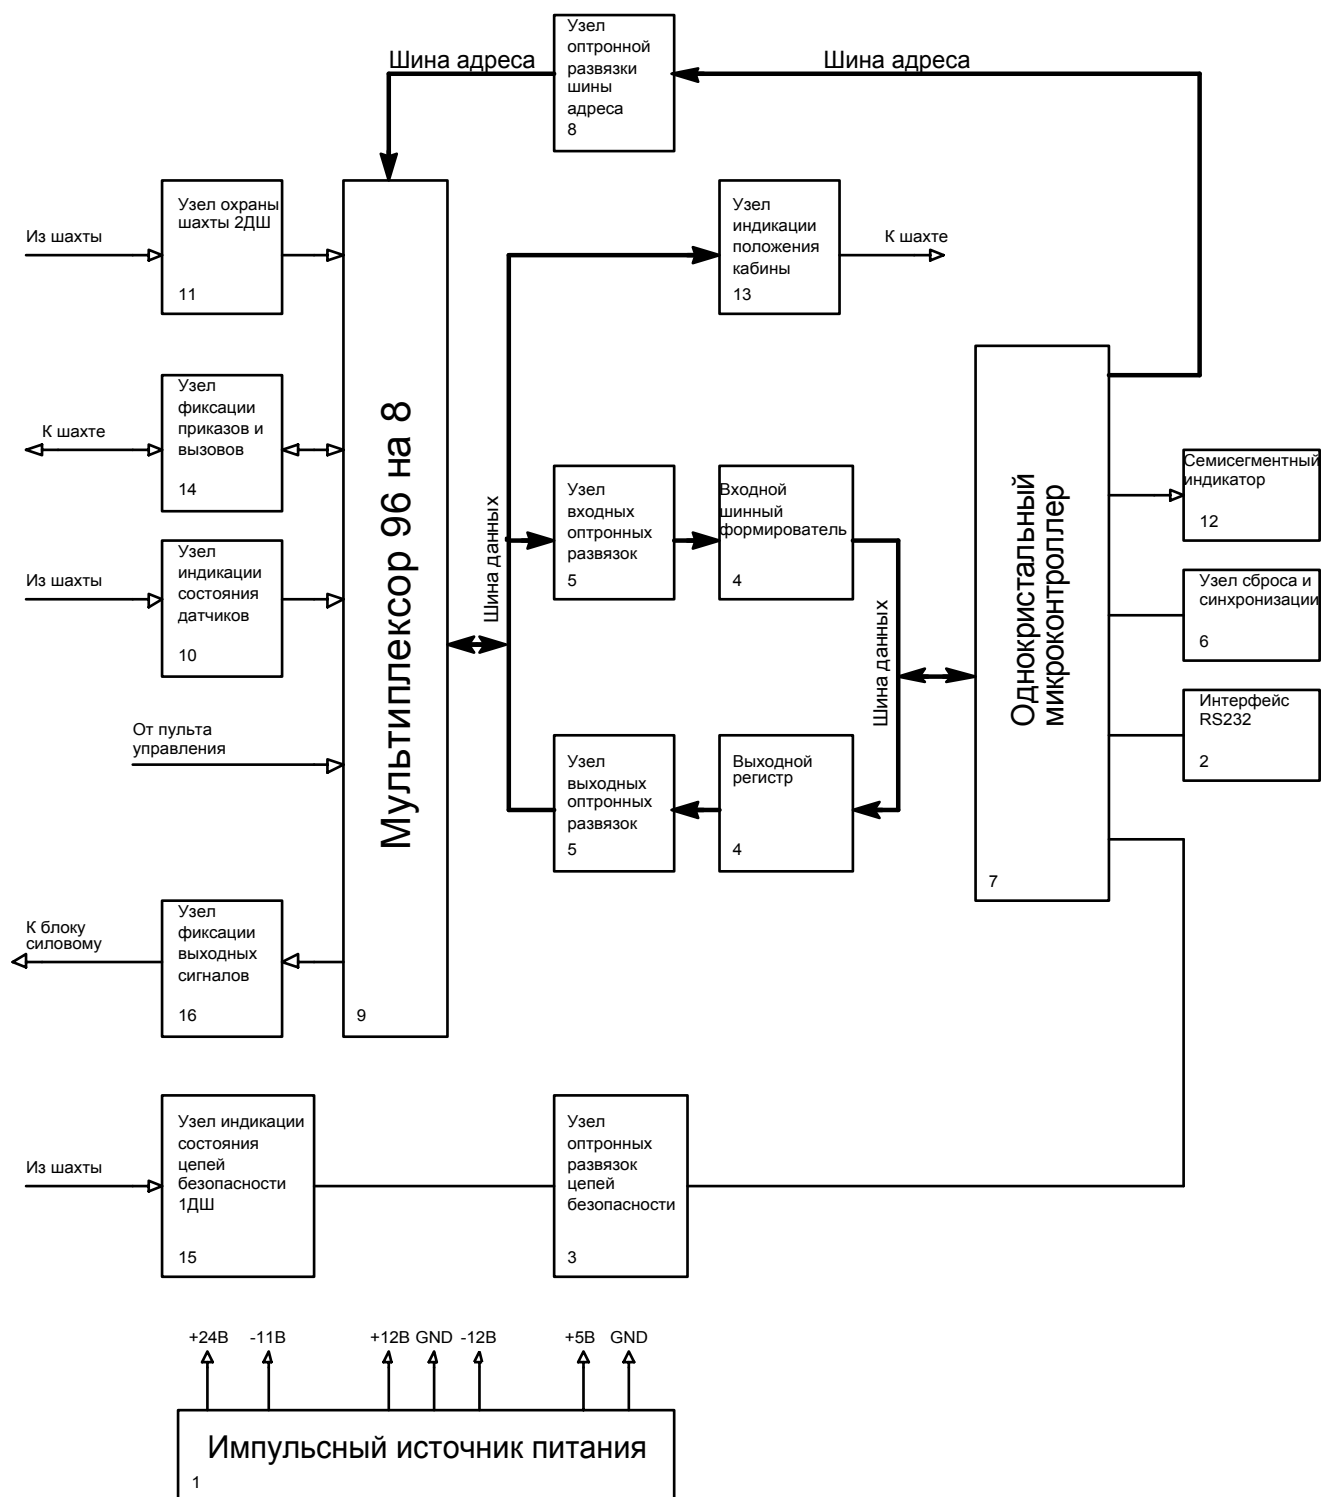 Узел
оптронной
развязки
шины
адреса
8
Шина адреса
Шина адреса
Узел охраны
шахты 2ДШ
11
Из шахты
Узел
индикации
положения
кабины
13
К шахте
Узел
фиксации
приказов и
вызовов
14
К шахте
Мультиплексор 96 на 8
9
Шина данных
Узел
входных
оптронных
развязок
5
Входной
шинный
формирователь
4
Шина данных
Однокристальный
микроконтроллер
7
Семисегментный
индикатор
12
Узел
индикации
состояния
датчиков
10
Из шахты
Узел сброса и
синхронизации
6
Интерфейс
RS232
2
От пульта
управления
Узел
выходных
оптронных
развязок
5
Выходной
регистр
4
К блоку
силовому
Узел
фиксации
выходных
сигналов
16
Из шахты
Узел индикации
состояния
цепей
безопасности
1ДШ
15
Узел
оптронных
развязок
цепей
безопасности
3
+24В -11В +12В GND -12В +5В GND
Импульсный источник питания
1